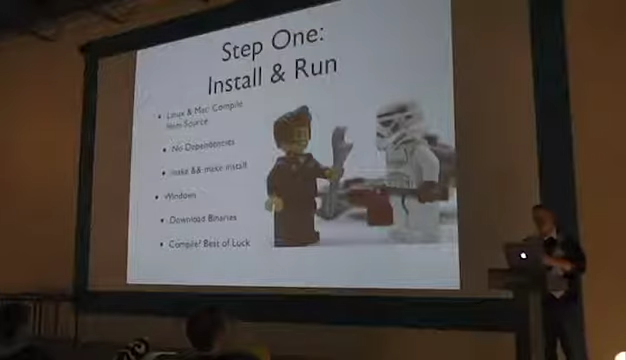 Step One:
Install & Run
Linux & Mac: Compile
from Source
No Dependencies
make && make install
Windows
Download Binaries
Compile? Best of Luck